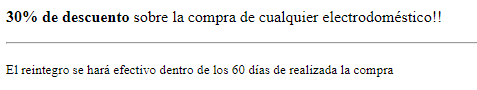 30% de descuento sobre la compra de cualquier electrodoméstico!!
El reintegro se hará efectivo dentro de los 60 días de realizada la compra